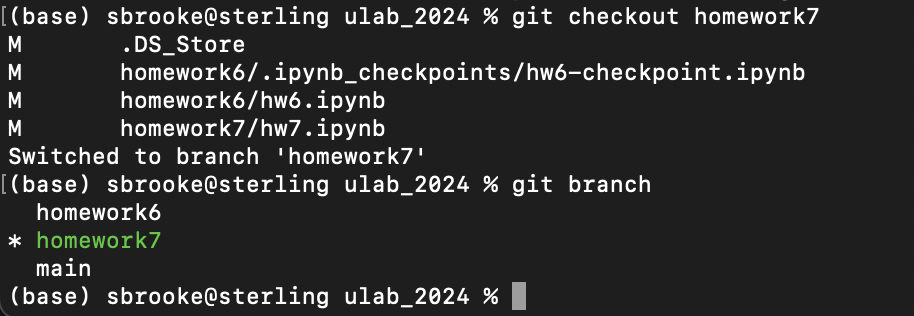 [(base) sbrooke@sterling ulab_2024 % git checkout homework7
M       .DS_Store
M       homework6/.ipynb_checkpoints/hw6-checkpoint.ipynb
M       homework6/hw6.ipynb
M       homework7/hw7.ipynb
Switched to branch 'homework7'
[(base) sbrooke@sterling ulab_2024 % git branch
  homework6
* homework7
  main
(base) sbrooke@sterling ulab_2024 %